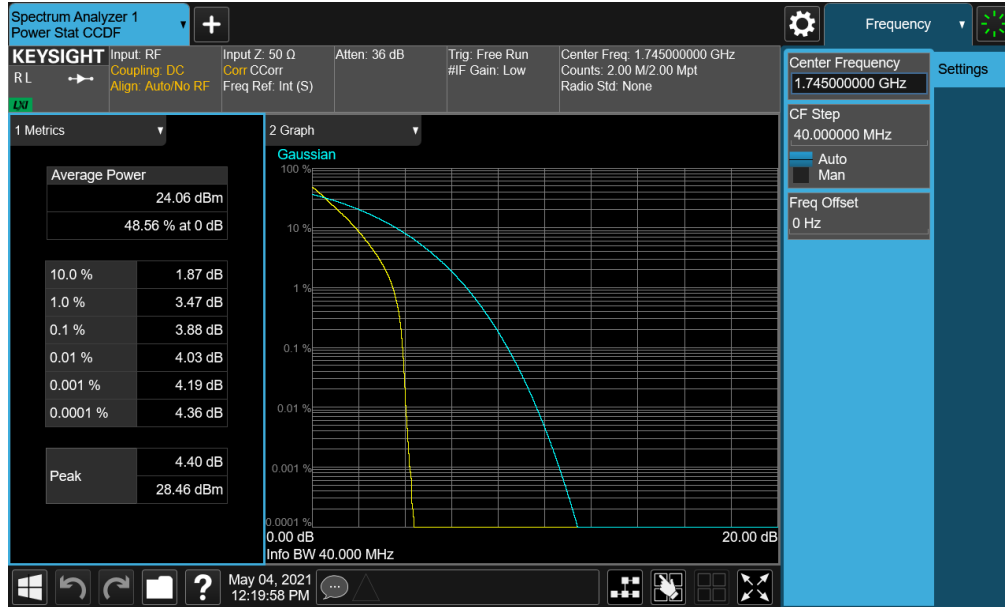 Spectrum Analyzer 1
Power Stat CCDF
+
Frequency
KEYSIGHT
R L
LXI
Input: RF
Coupling: DC
Align: Auto/No RF
Input Z: 50 Ω
Corr CCorr
Freq Ref: Int (S)
Atten: 36 dB
Trig: Free Run
#IF Gain: Low
Center Freq: 1.745000000 GHz
Counts: 2.00 M/2.00 Mpt
Radio Std: None
Center Frequency
1.745000000 GHz
Settings
CF Step
40.000000 MHz
Auto
Man
Freq Offset
0 Hz
1 Metrics
Average Power
24.06 dBm
48.56 % at 0 dB
10.0 % 1.87 dB
1.0 % 3.47 dB
0.1 % 3.88 dB
0.01 % 4.03 dB
0.001 % 4.19 dB
0.0001 % 4.36 dB
Peak
4.40 dB
28.46 dBm
2 Graph
Gaussian
100 %
10 %
1 %
0.1 %
0.01 %
0.001 %
0.0001 %
0.00 dB 20.00 dB
Info BW 40.000 MHz
?
May 04, 2021
12:19:58 PM